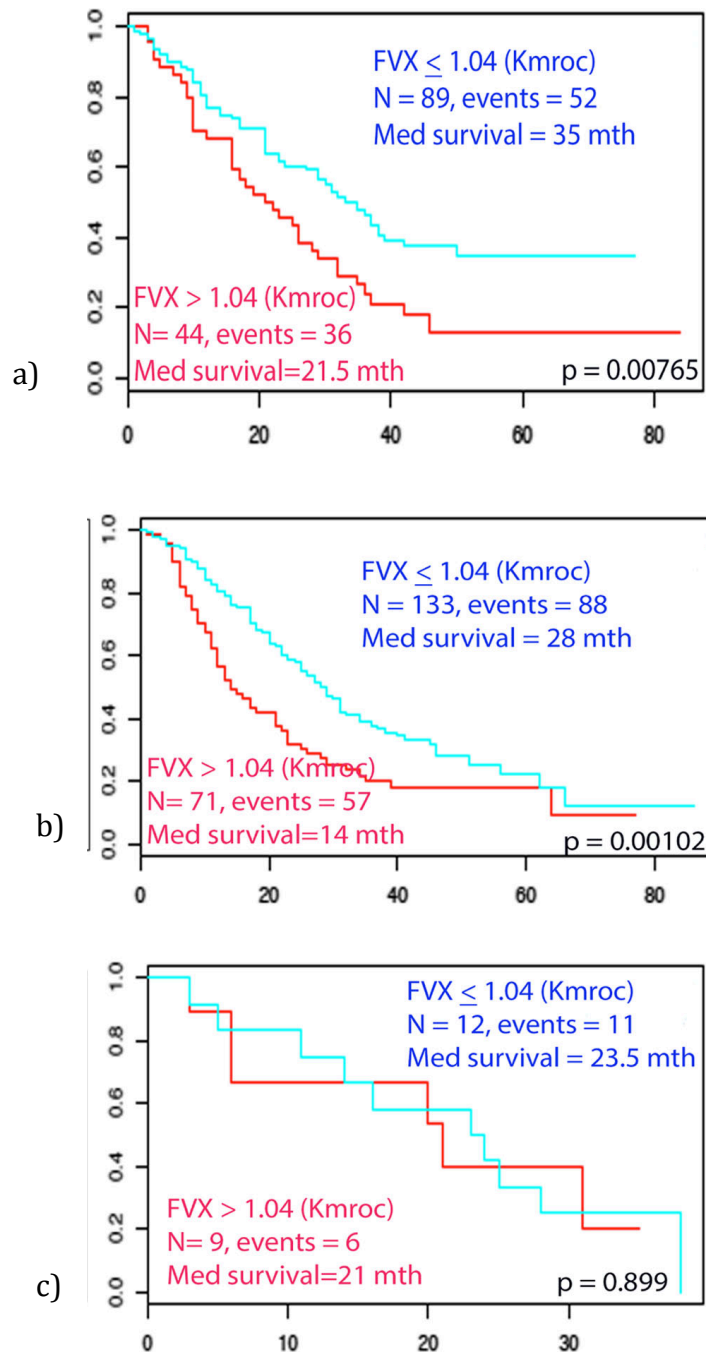 1.0
0.8
0.6
0.4
0.2
0.0
FVX ≤ 1.04 (Kmroc)
N = 89, events = 52
Med survival = 35 mth
FVX > 1.04 (Kmroc)
N= 44, events = 36
Med survival=21.5 mth
p = 0.00765
a)
0 20 40 60 80
1.0
0.8
0.6
0.4
0.2
0.0
FVX ≤ 1.04 (Kmroc)
N = 133, events = 88
Med survival = 28 mth
FVX > 1.04 (Kmroc)
N= 71, events = 57
Med survival=14 mth
p = 0.00102
b)
0 20 40 60 80
1.0
0.8
0.6
0.4
0.2
0.0
FVX ≤ 1.04 (Kmroc)
N = 12, events = 11
Med survival = 23.5 mth
FVX > 1.04 (Kmroc)
N= 9, events = 6
Med survival=21 mth
p = 0.899
c)
0 10 20 30